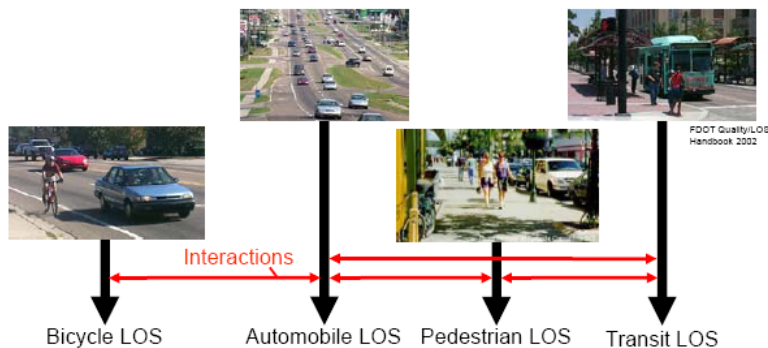 FDOT Quality/LOS
Handbook 2002
Interactions
Bicycle LOS
Automobile LOS
Pedestrian LOS
Transit LOS